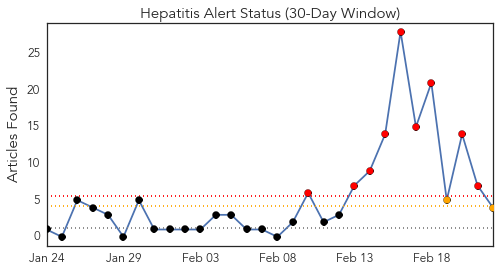 Hepatitis Alert Status (30-Day Window)
Articles Found
25
20
15
10
5
0
Jan 24 Jan 29 Feb 03 Feb 08 Feb 13 Feb 18